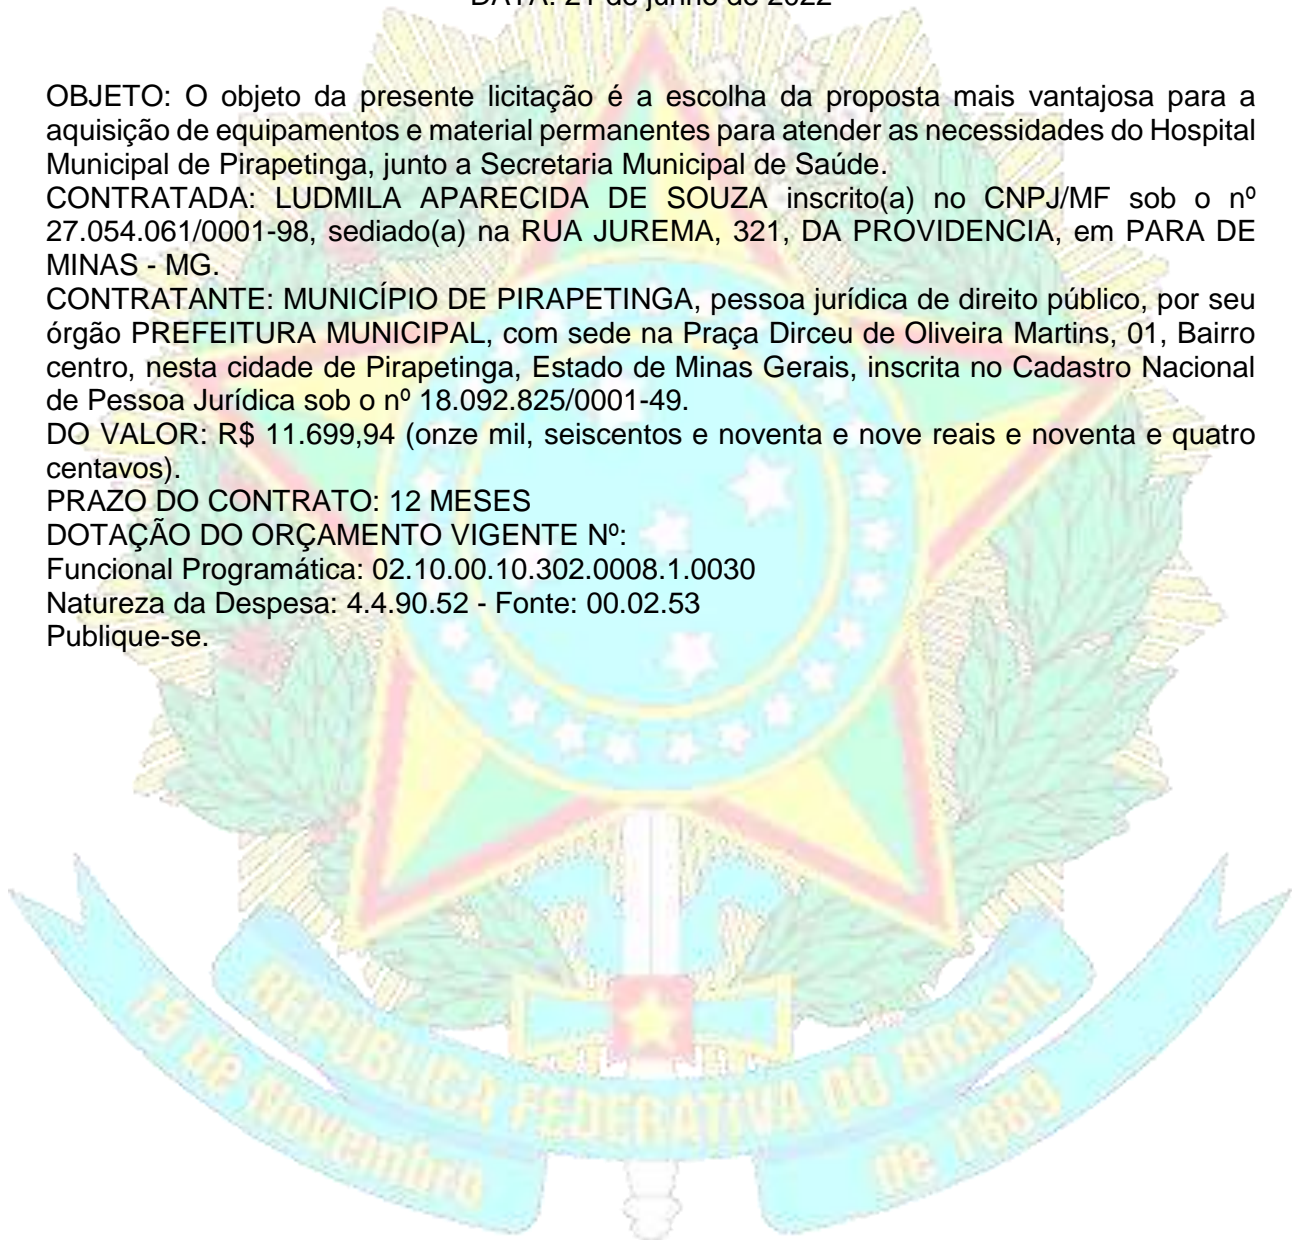 DATA: 21 de junho de 2022
OBJETO: O objeto da presente licitação é a escolha da proposta mais vantajosa para a
aquisição de equipamentos e material permanentes para atender as necessidades do Hospital
Municipal de Pirapetinga, junto a Secretaria Municipal de Saúde.
CONTRATADA: LUDMILA APARECIDA DE SOUZA inscrito(a) no CNPJ/MF sob o nº
27.054.061/0001-98, sediado(a) na RUA JUREMA, 321, DA PROVIDENCIA, em PARA DE
MINAS - MG.
CONTRATANTE: MUNICÍPIO DE PIRAPETINGA, pessoa jurídica de direito público, por seu
órgão PREFEITURA MUNICIPAL, com sede na Praça Dirceu de Oliveira Martins, 01, Bairro
centro, nesta cidade de Pirapetinga, Estado de Minas Gerais, inscrita no Cadastro Nacional
de Pessoa Jurídica sob o nº 18.092.825/0001-49.
DO VALOR: R$ 11.699,94 (onze mil, seiscentos e noventa e nove reais e noventa e quatro
centavos).
PRAZO DO CONTRATO: 12 MESES
DOTAÇÃO DO ORÇAMENTO VIGENTE Nº:
Funcional Programática: 02.10.00.10.302.0008.1.0030
Natureza da Despesa: 4.4.90.52 - Fonte: 00.02.53
Publique-se.
REPÚBLICA FEDERATIVA DO BRASIL
15 de Novembro
de 1889